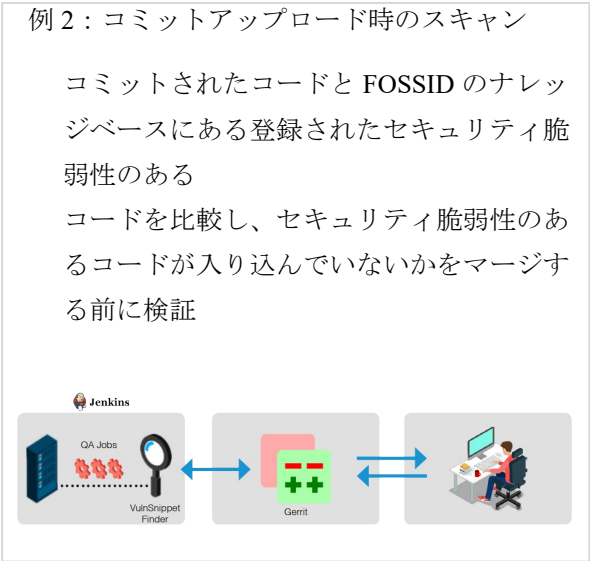 例 2：コミットアップロード時のスキャン
コミットされたコードと FOSSID のナレッ
ジベースにある登録されたセキュリティ脆
弱性のある
コードを比較し、セキュリティ脆弱性のあ
るコードが入り込んでいないかをマージす
る前に検証
Jenkins
QA Jobs
VulnSnippet
Finder
Gerrit